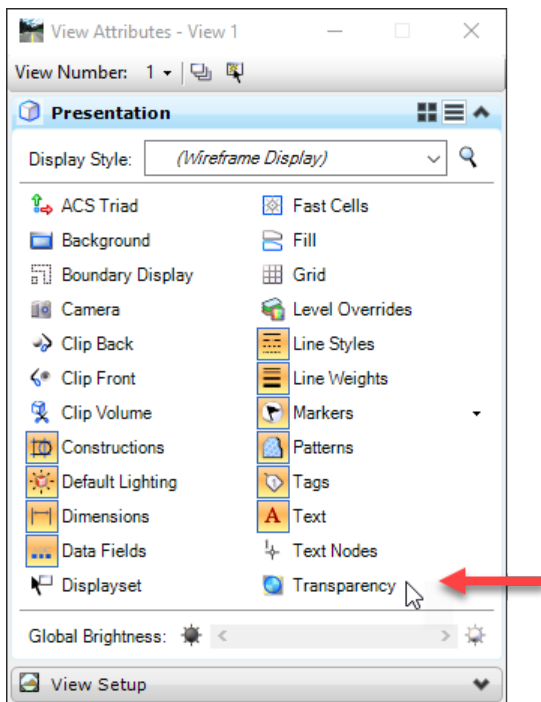 View Attributes - View 1
View Number: 1
Presentation
Display Style: (Wireframe Display)
ACS Triad
Background
Boundary Display
Camera
Clip Back
Clip Front
Clip Volume
Constructions
Default Lighting
Dimensions
Data Fields
Displayset
Fast Cells
Fill
Grid
Level Overrides
Line Styles
Line Weights
Markers
Patterns
Tags
A Text
Text Nodes
Transparency
Global Brightness:
View Setup